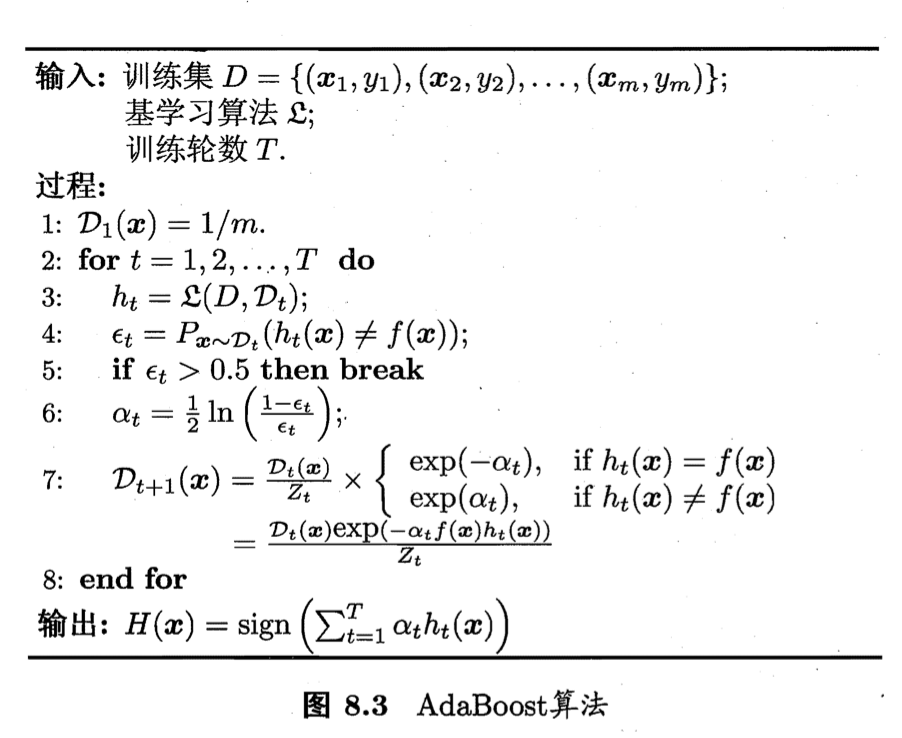 输入: 训练集 D = {(x₁, y₁), (x₂, y₂), . . . , (xₘ, yₘ)};
基学习算法 𝔏;
训练轮数 T.
过程:
1: 𝒟₁(x) = 1/m.
2: for t = 1, 2, . . . , T do
3: hₜ = 𝔏(D, 𝒟ₜ);
4: ϵₜ = P_{x∼𝒟ₜ}(hₜ(x) ≠ f(x));
5: if ϵₜ > 0.5 then break
6: αₜ = ½ ln ((1−ϵₜ)/ϵₜ);
7: 𝒟ₜ₊₁(x) = 𝒟ₜ(x)/Zₜ × { exp(−αₜ), if hₜ(x) = f(x)
exp(αₜ), if hₜ(x) ≠ f(x)
= 𝒟ₜ(x)exp(−αₜf(x)hₜ(x))/Zₜ
8: end for
输出: H(x) = sign (∑_{t=1}^{T} αₜhₜ(x))
图 8.3 AdaBoost算法